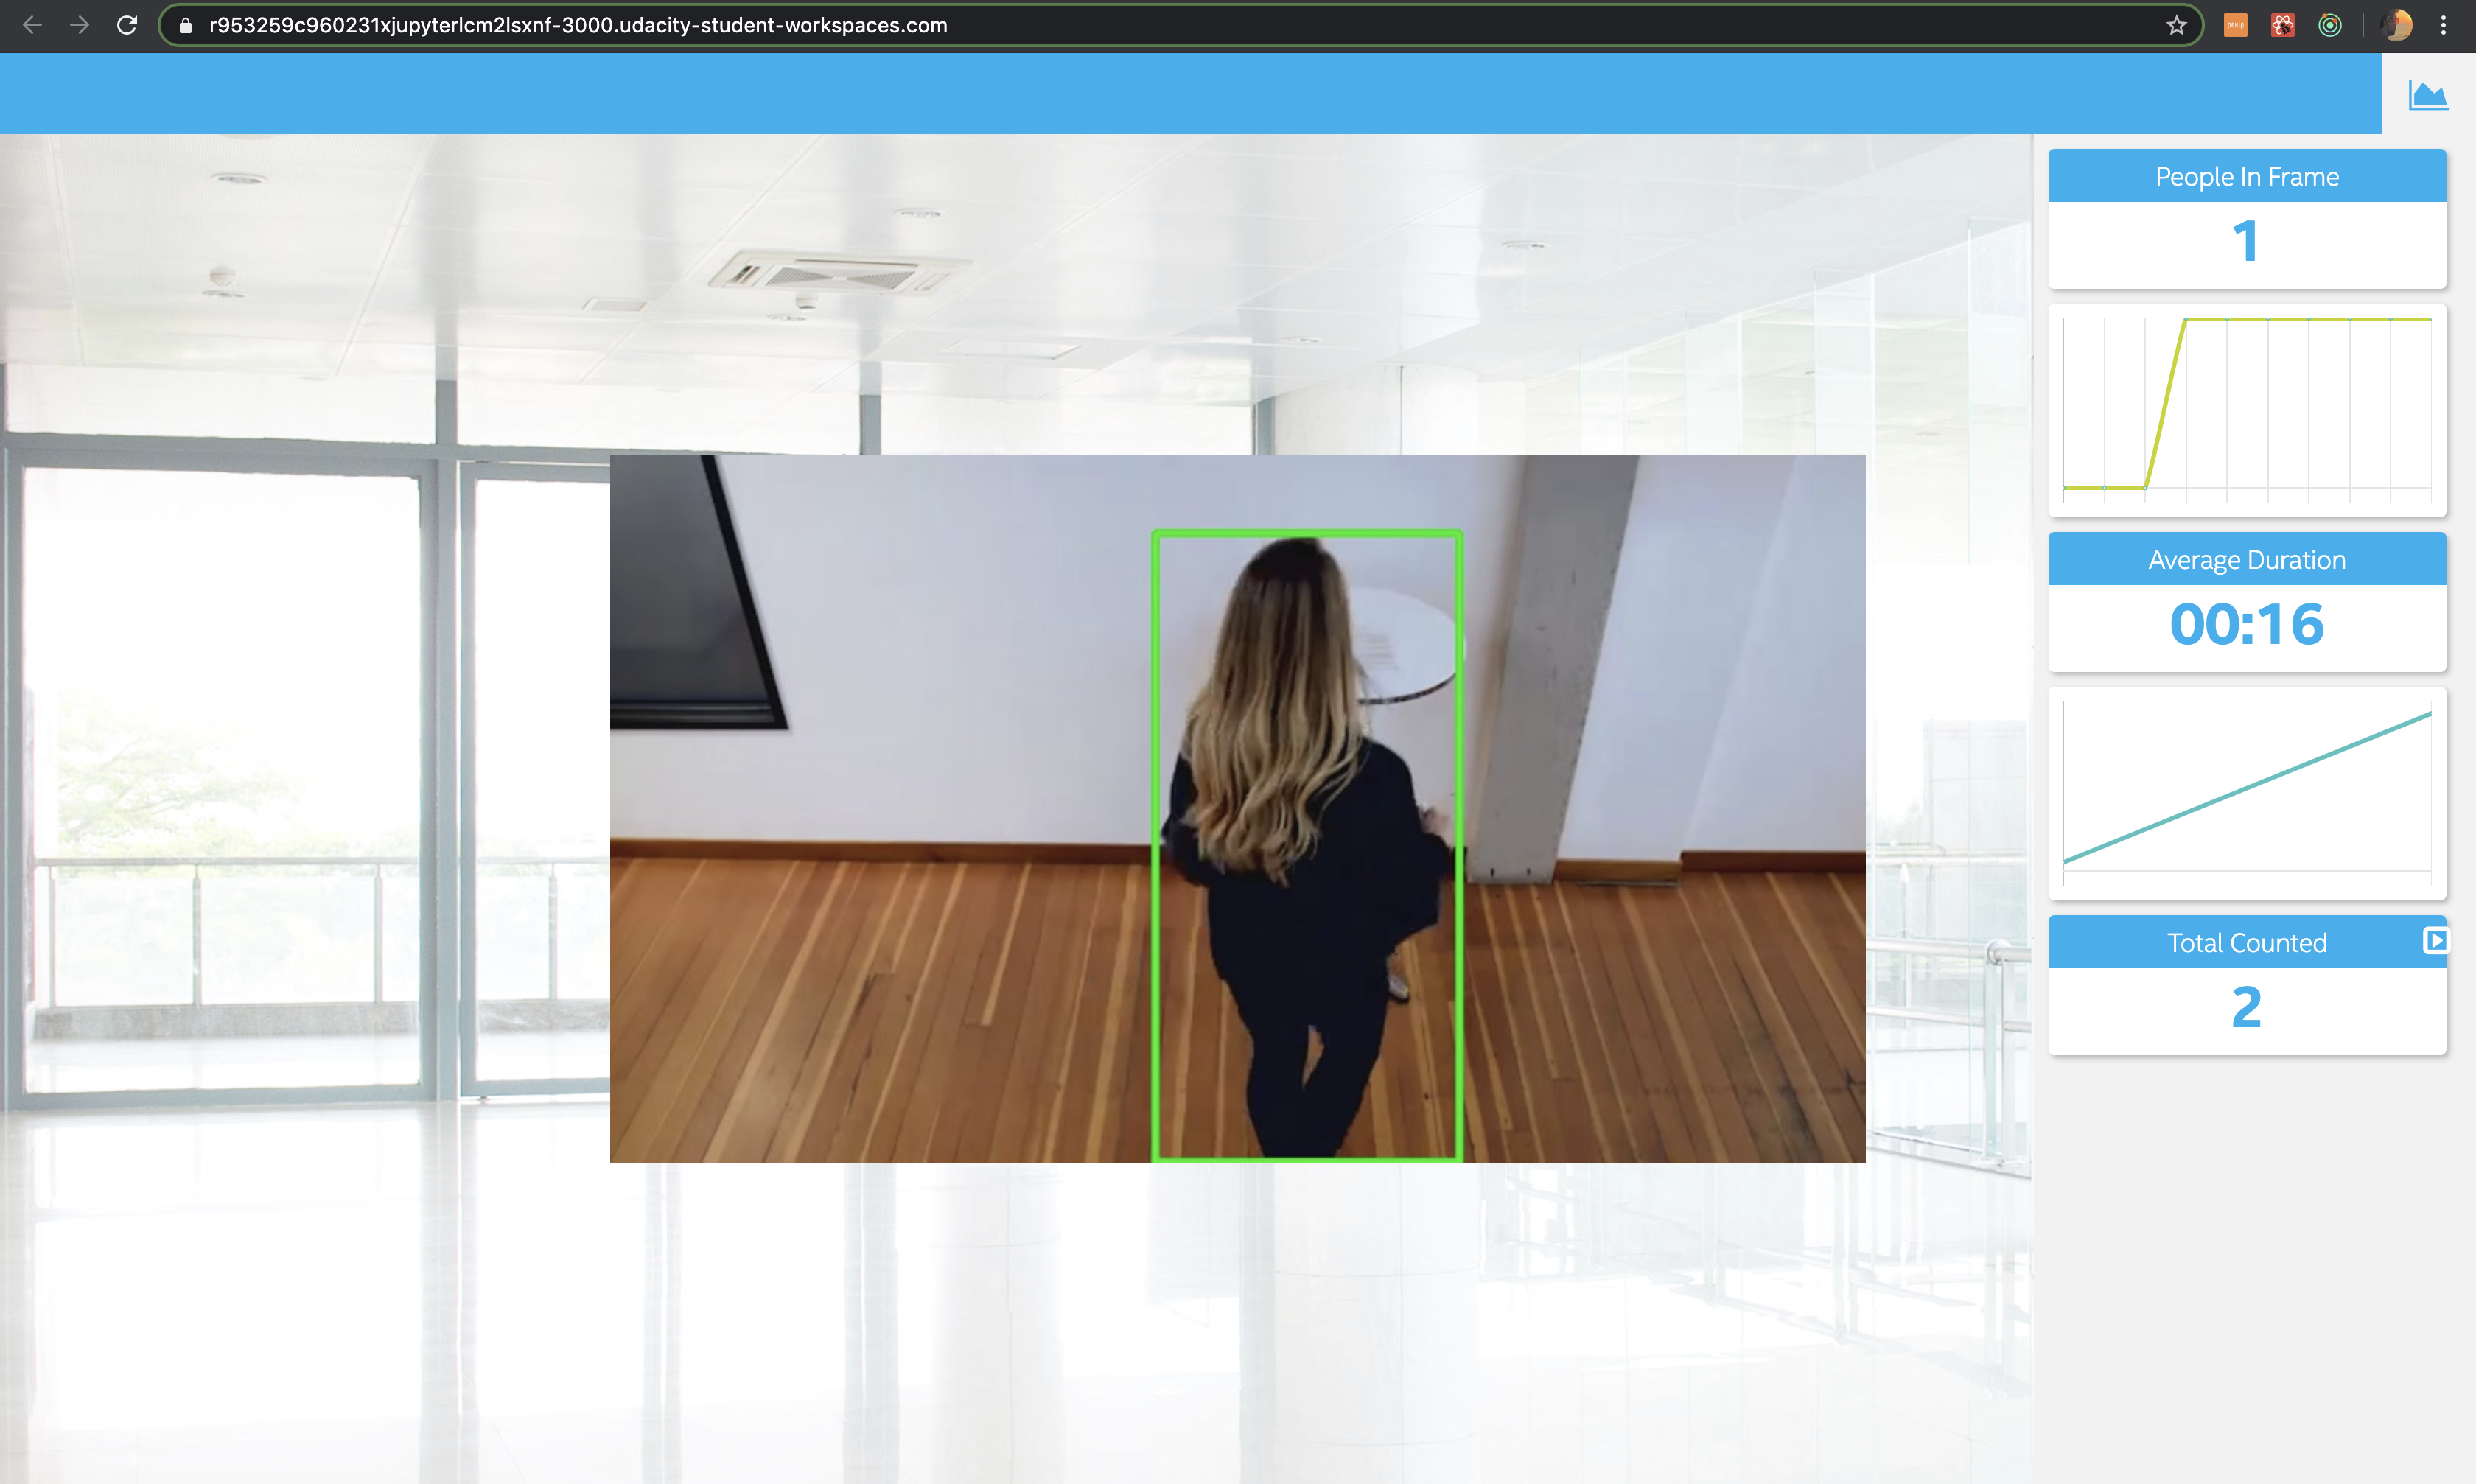 r953259c960231xjupyterlcm2lsxnf-3000.udacity-student-workspaces.com
People In Frame
1
Average Duration
00:16
Total Counted
2